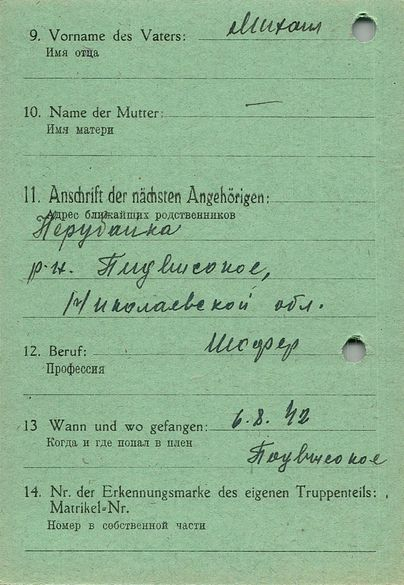 9. Vorname des Vaters: Михаил
Имя отца
10. Name der Mutter: —
Имя матери
11. Anschrift der nächsten Angehörigen:
Адрес ближайших родственников
Нерубайка
р-н. Пидвисокое,
Николаевской обл.
12. Beruf: Шофер
Профессия
13 Wann und wo gefangen: 6.8.42
Когда и где попал в плен
Подвисокое
14. Nr. der Erkennungsmarke des eigenen Truppenteils:
Matrikel-Nr.
Номер в собственной части